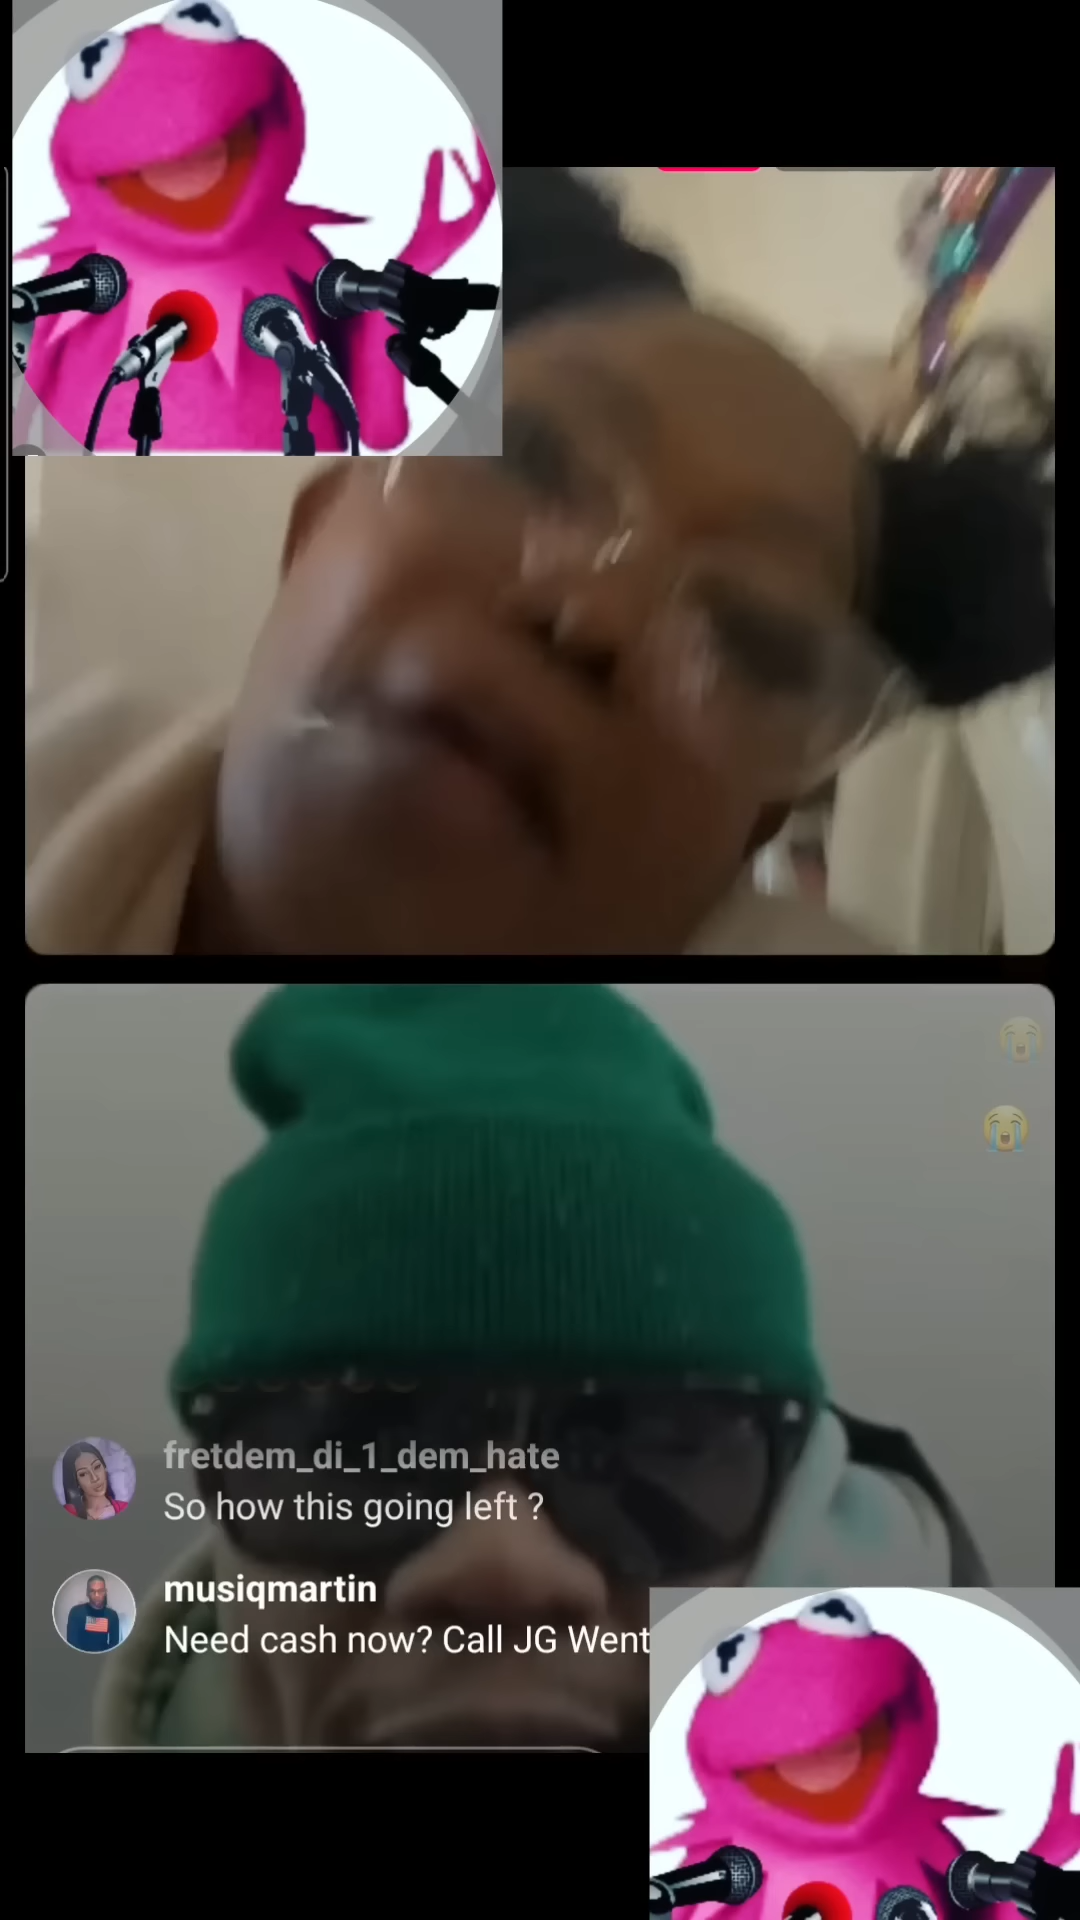 fretdem_di_1_dem_hate
So how this going left ?
musiqmartin
Need cash now? Call JG Went